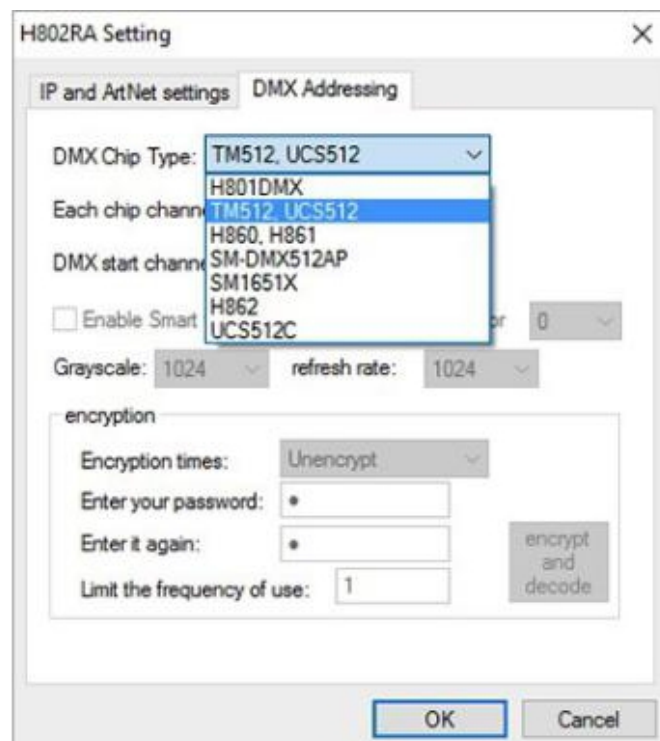 H802RA Setting
IP and ArtNet settings DMX Addressing
DMX Chip Type: TM512, UCS512
H801DMX
Each chip chann TM512, UCS512
H860, H861
DMX start channe SM-DMX512AP
SM1651X
Enable Smart H862 or 0
UCS512C
Grayscale: 1024 refresh rate: 1024
encryption
Encryption times: Unencrypt
Enter your password:
Enter it again:
encrypt
and
decode
Limit the frequency of use: 1
OK Cancel